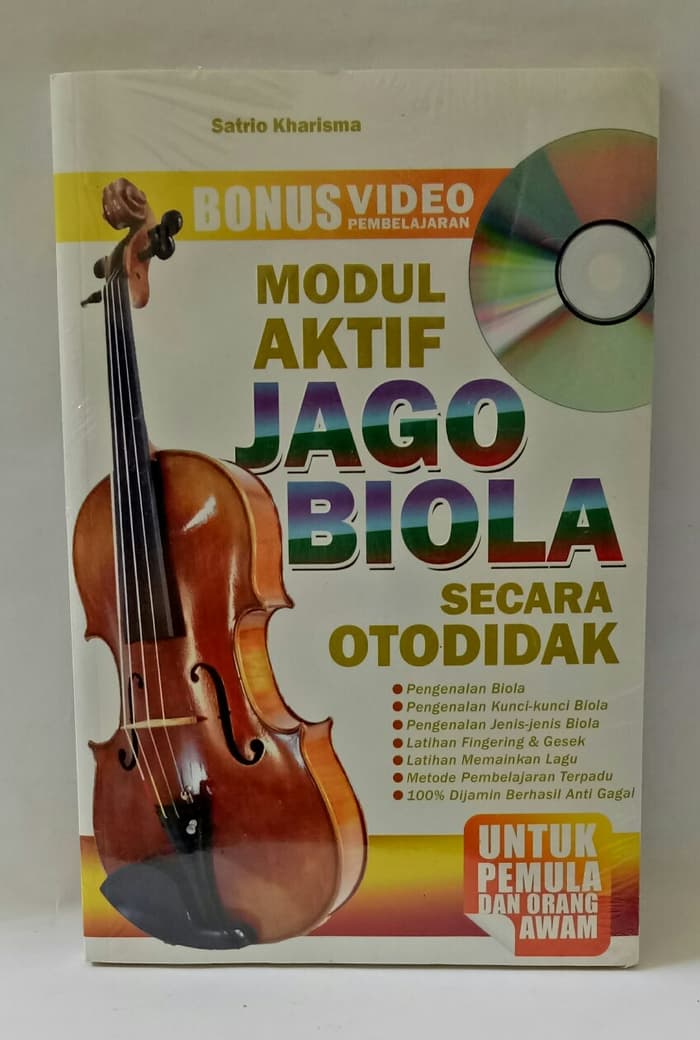 Satrio Kharisma
BONUS VIDEO
PEMBELAJARAN
MODUL
AKTIF
JAGO
BIOLA
SECARA
OTODIDAK
Pengenalan Biola
Pengenalan Kunci-kunci Biola
Pengenalan Jenis-jenis Biola
Latihan Fingering & Gesek
Latihan Memainkan Lagu
Metode Pembelajaran Terpadu
100% Dijamin Berhasil Anti Gagal
UNTUK
PEMULA
DAN ORANG
AWAM